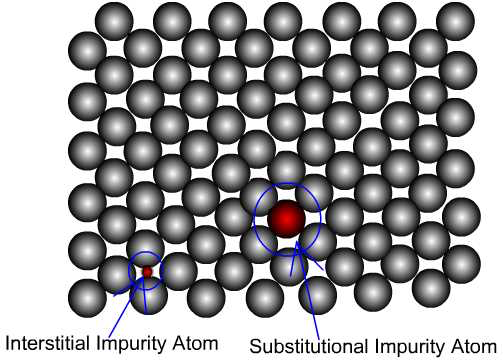 Interstitial Impurity Atom
Substitutional Impurity Atom